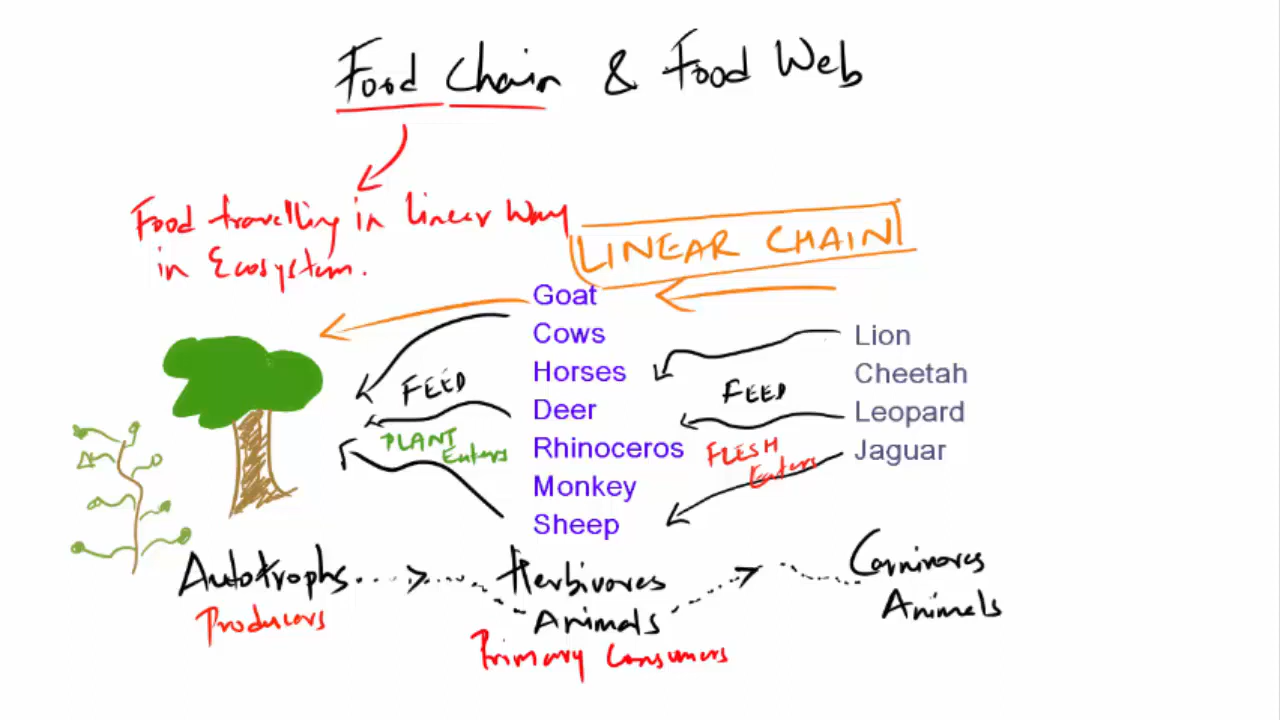 Food Chain & Food Web
Food travelling in linear way
in Ecosystem.
LINEAR CHAIN
Goat
Cows
Horses
Deer
Rhinoceros
Monkey
Sheep
Lion
Cheetah
Leopard
Jaguar
FEED
PLANT
Eaters
FEED
FLESH
Eaters
Autotrophs
Producers
Herbivores
Animals
Primary Consumers
Carnivores
Animals